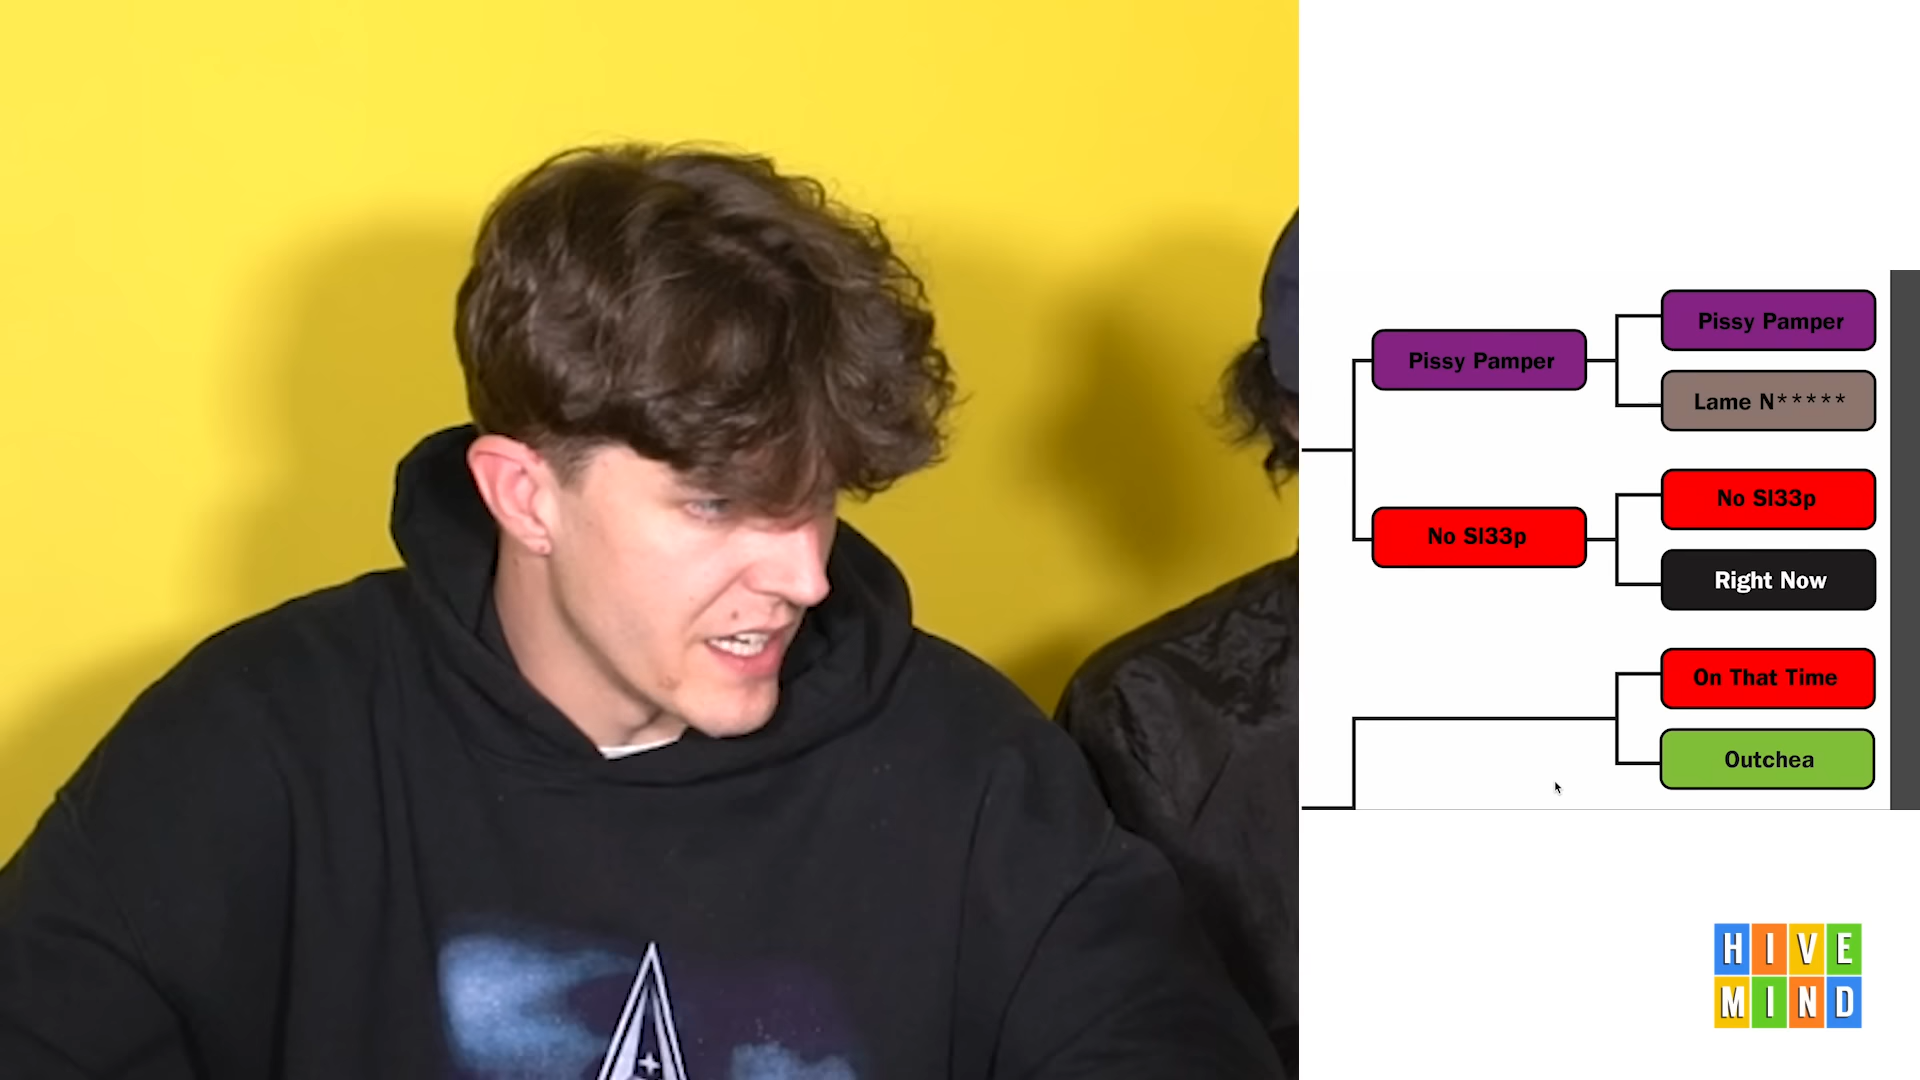 Pissy Pamper
Lame N*****
Pissy Pamper
No Sl33p
No Sl33p
Right Now
On That Time
Outchea
HIVE
MIND